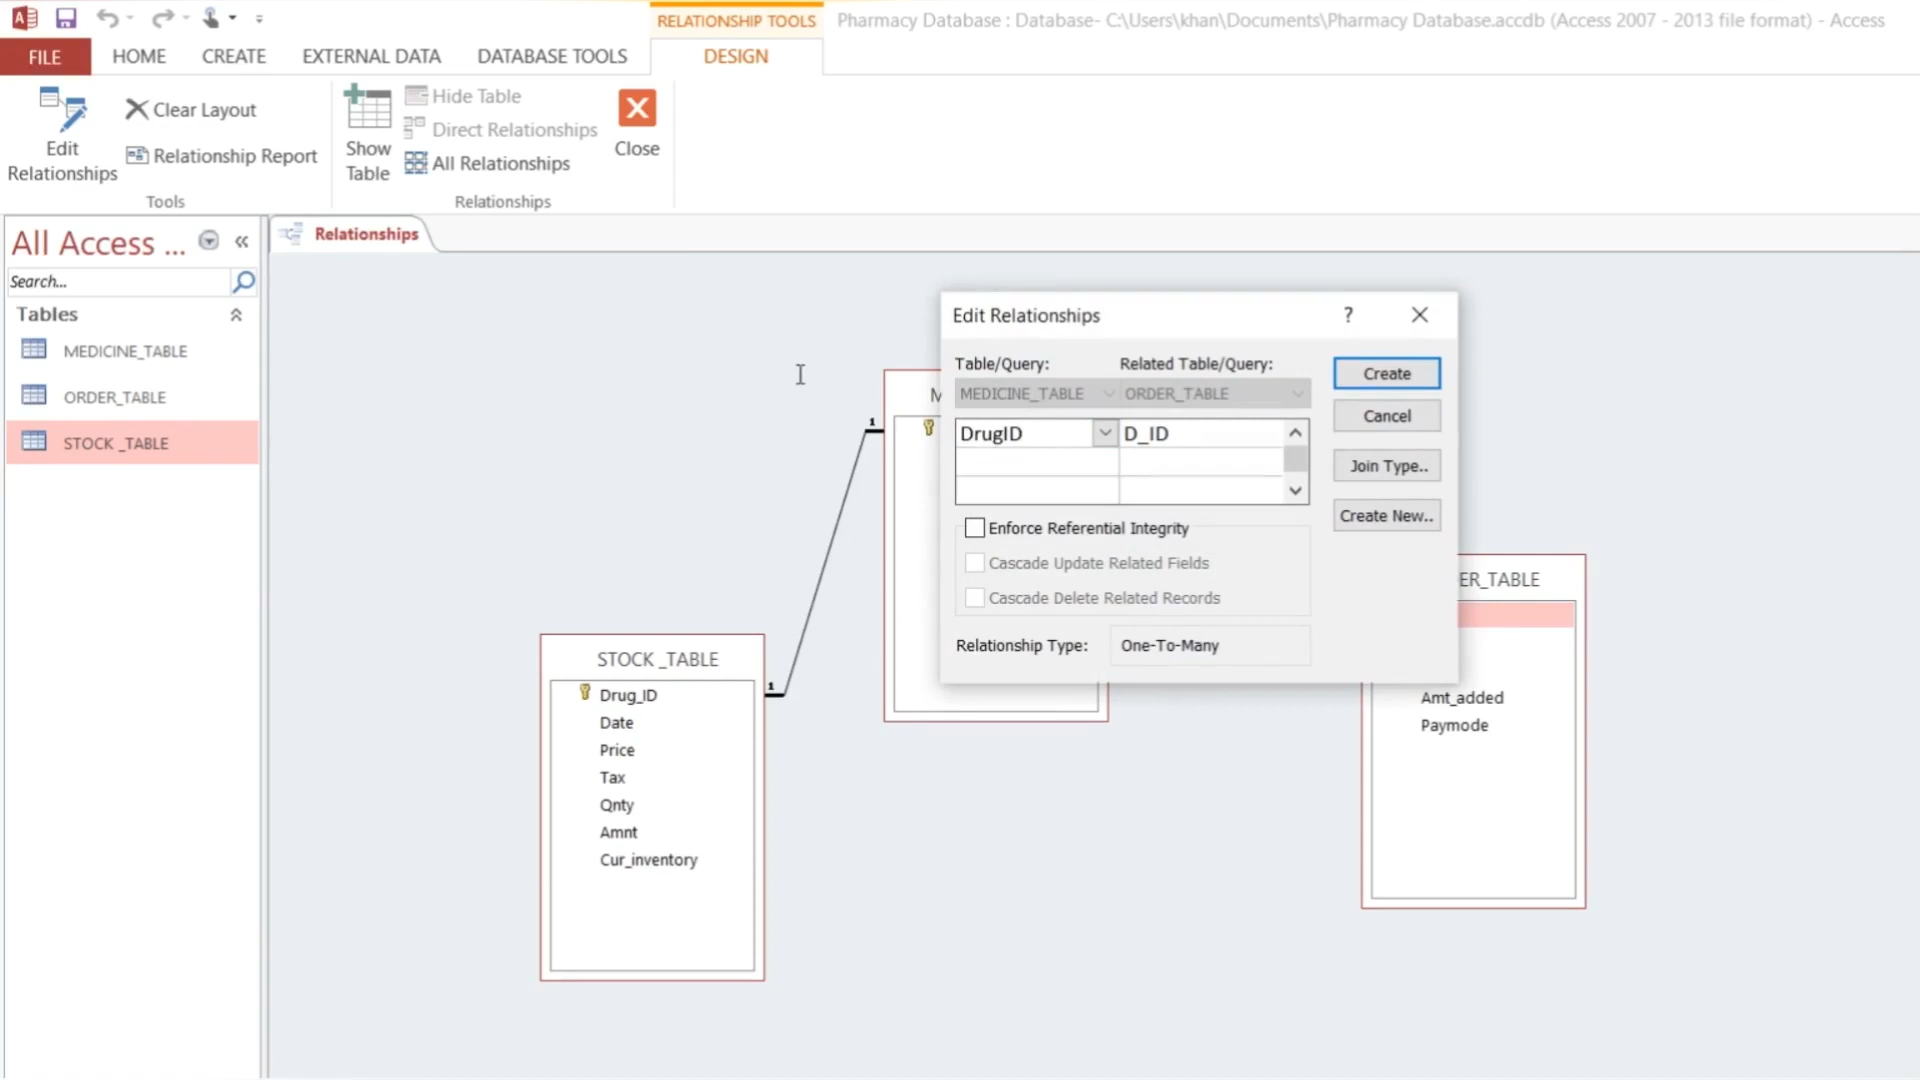 RELATIONSHIP TOOLS
Pharmacy Database : Database- C:\Users\khan\Documents\Pharmacy Database.accdb (Access 2007 - 2013 file format) - Access
FILE
HOME
CREATE
EXTERNAL DATA
DATABASE TOOLS
DESIGN
Edit
Relationships
Clear Layout
Relationship Report
Tools
Show
Table
Hide Table
Direct Relationships
All Relationships
Close
Relationships
All Access ...
Search...
Tables
MEDICINE_TABLE
ORDER_TABLE
STOCK _TABLE
Relationships
Edit Relationships
?
Table/Query:
Related Table/Query:
MEDICINE_TABLE
ORDER_TABLE
DrugID
D_ID
Enforce Referential Integrity
Cascade Update Related Fields
Cascade Delete Related Records
Relationship Type:
One-To-Many
Create
Cancel
Join Type..
Create New..
M
1
1
STOCK _TABLE
Drug_ID
Date
Price
Tax
Qnty
Amnt
Cur_inventory
ER_TABLE
Amt_added
Paymode